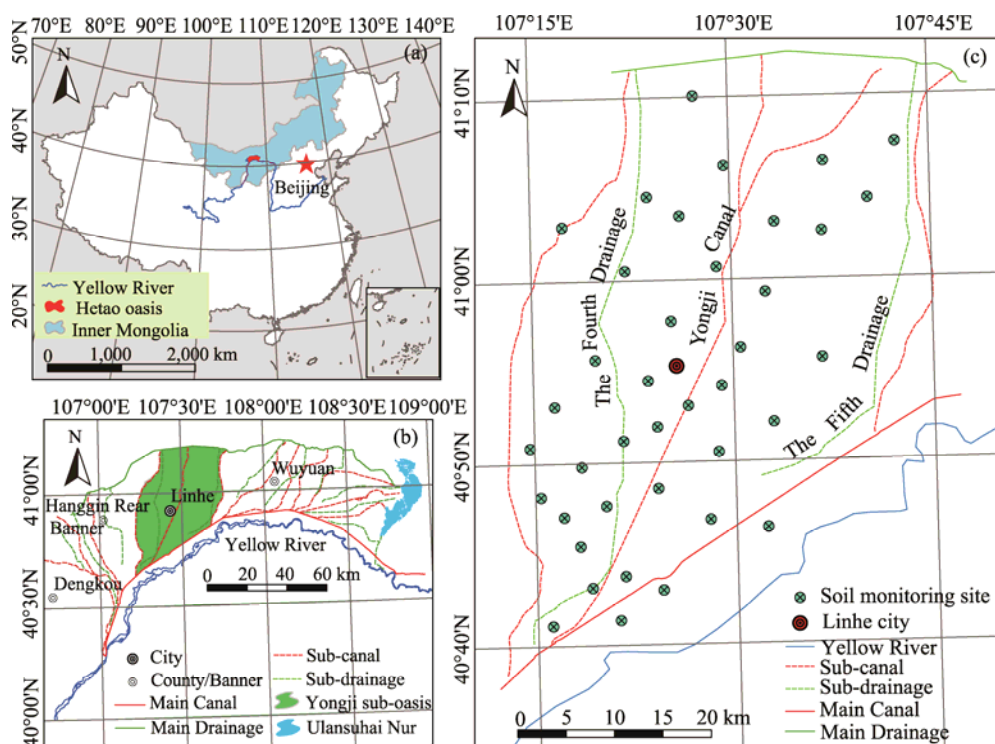 70°E 80°E 90°E 100°E 110°E 120°E 130°E 140°E
50°N
40°N
30°N
20°N
N
(a)
Beijing
Yellow River
Hetao oasis
Inner Mongolia
0 1,000 2,000 km
90°E 100°E 110°E 120°E
107°00′E 107°30′E 108°00′E 108°30′E 109°00′E
41°00′N
40°30′N
40°00′N
N
(b)
Wuyuan
Linhe
Hanggin Rear
Banner
Dengkou
Yellow River
0 20 40 60 km
City
County/Banner
Main Canal
Main Drainage
Sub-canal
Sub-drainage
Yongji sub-oasis
Ulansuhai Nur
107°15′E 107°30′E 107°45′E
41°10′N
41°00′N
40°50′N
40°40′N
N
(c)
The Fourth Drainage
Yongji Canal
The Fifth Drainage
Soil monitoring site
Linhe city
Yellow River
Sub-canal
Sub-drainage
Main Canal
Main Drainage
0 5 10 15 20 km